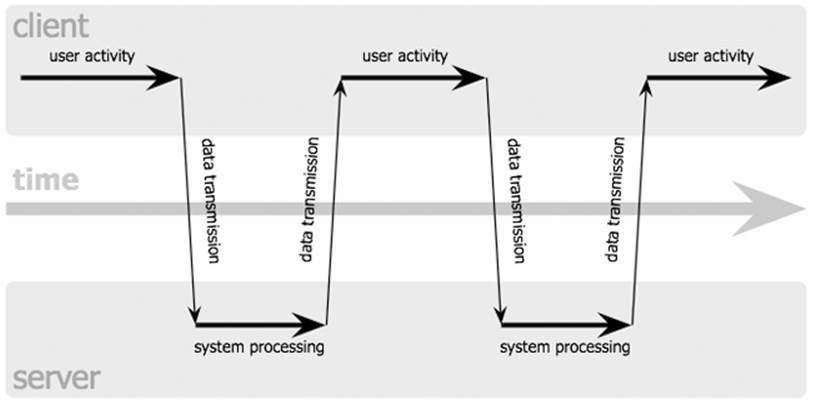 client
user activity
user activity
user activity
data transmission
data transmission
data transmission
data transmission
time
system processing
system processing
server